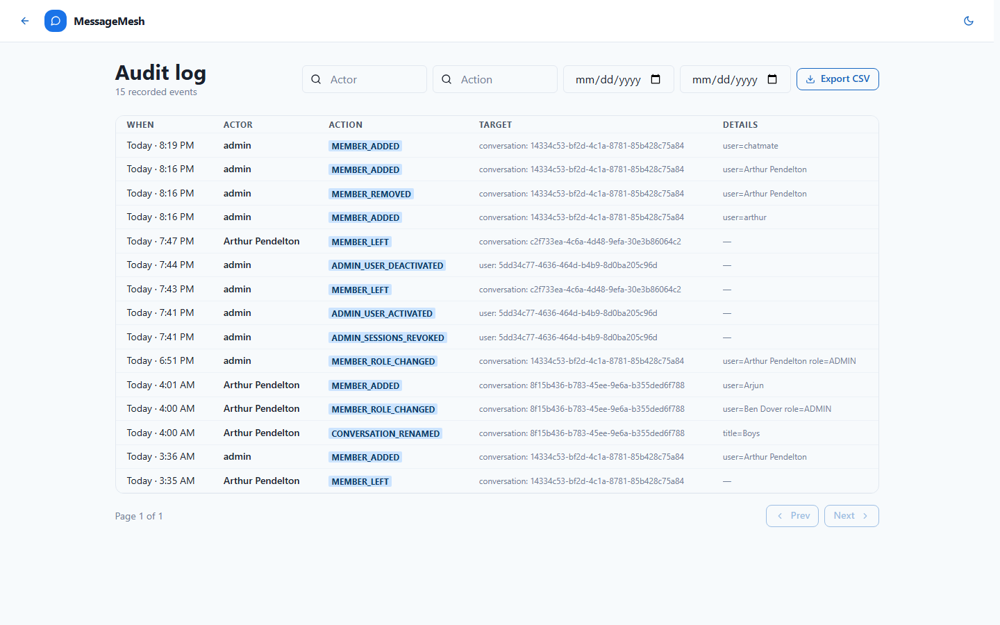 MessageMesh
Audit log
15 recorded events
Actor
Action
mm/dd/yyyy
mm/dd/yyyy
Export CSV
WHEN ACTOR ACTION TARGET DETAILS
Today · 8:19 PM admin MEMBER_ADDED conversation: 14334c53-bf2d-4c1a-8781-85b428c75a84 user=chatmate
Today · 8:16 PM admin MEMBER_ADDED conversation: 14334c53-bf2d-4c1a-8781-85b428c75a84 user=Arthur Pendelton
Today · 8:16 PM admin MEMBER_REMOVED conversation: 14334c53-bf2d-4c1a-8781-85b428c75a84 user=Arthur Pendelton
Today · 8:16 PM admin MEMBER_ADDED conversation: 14334c53-bf2d-4c1a-8781-85b428c75a84 user=arthur
Today · 7:47 PM Arthur Pendelton MEMBER_LEFT conversation: c2f733ea-4c6a-4d48-9efa-30e3b86064c2 —
Today · 7:44 PM admin ADMIN_USER_DEACTIVATED user: 5dd34c77-4636-464d-b4b9-8d0ba205c96d —
Today · 7:43 PM admin MEMBER_LEFT conversation: c2f733ea-4c6a-4d48-9efa-30e3b86064c2 —
Today · 7:41 PM admin ADMIN_USER_ACTIVATED user: 5dd34c77-4636-464d-b4b9-8d0ba205c96d —
Today · 7:41 PM admin ADMIN_SESSIONS_REVOKED user: 5dd34c77-4636-464d-b4b9-8d0ba205c96d —
Today · 6:51 PM admin MEMBER_ROLE_CHANGED conversation: 14334c53-bf2d-4c1a-8781-85b428c75a84 user=Arthur Pendelton role=ADMIN
Today · 4:01 AM Arthur Pendelton MEMBER_ADDED conversation: 8f15b436-b783-45ee-9e6a-b355ded6f788 user=Arjun
Today · 4:00 AM Arthur Pendelton MEMBER_ROLE_CHANGED conversation: 8f15b436-b783-45ee-9e6a-b355ded6f788 user=Ben Dover role=ADMIN
Today · 4:00 AM Arthur Pendelton CONVERSATION_RENAMED conversation: 8f15b436-b783-45ee-9e6a-b355ded6f788 title=Boys
Today · 3:36 AM admin MEMBER_ADDED conversation: 14334c53-bf2d-4c1a-8781-85b428c75a84 user=Arthur Pendelton
Today · 3:35 AM Arthur Pendelton MEMBER_LEFT conversation: 14334c53-bf2d-4c1a-8781-85b428c75a84 —
Page 1 of 1
Prev
Next